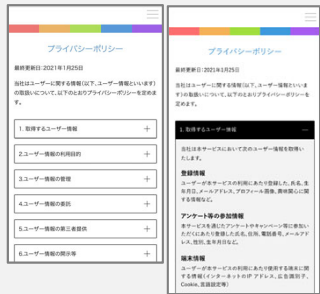 プライバシーポリシー
最終更新日:2021年1月25日
当社はユーザーに関する情報(以下、ユーザー情報といいます)
の取扱いについて、以下のとおりプライバシーポリシーを定めま
す。
1. 取得するユーザー情報
2.ユーザー情報の利用目的
3.ユーザー情報の管理
4.ユーザー情報の委託
5.ユーザー情報の第三者提供
6.ユーザー情報の開示等
プライバシーポリシー
最終更新日:2021年1月25日
当社はユーザーに関する情報(以下、ユーザー情報といいま
す)の取扱いについて、以下のとおりプライバシーポリシーを
定めます。
1. 取得するユーザー情報
当社は本サービスにおいて次のユーザー情報を取得い
たします。
登録情報
ユーザーが本サービスの利用にあたり登録した、氏名、生
年月日、メールアドレス、プロフィール画像、興味関心に関
する情報など。
アンケート等の参加情報
本サービスを通じたアンケートやキャンペーン等に参加い
ただくにあたり登録した氏名、住所、電話番号、メールアド
レス、性別、生年月日など。
端末情報
ユーザーが本サービスの利用にあたり使用する端末に関
する情報(インターネットのIP アドレス、広告識別子、
Cookie、言語設定等)